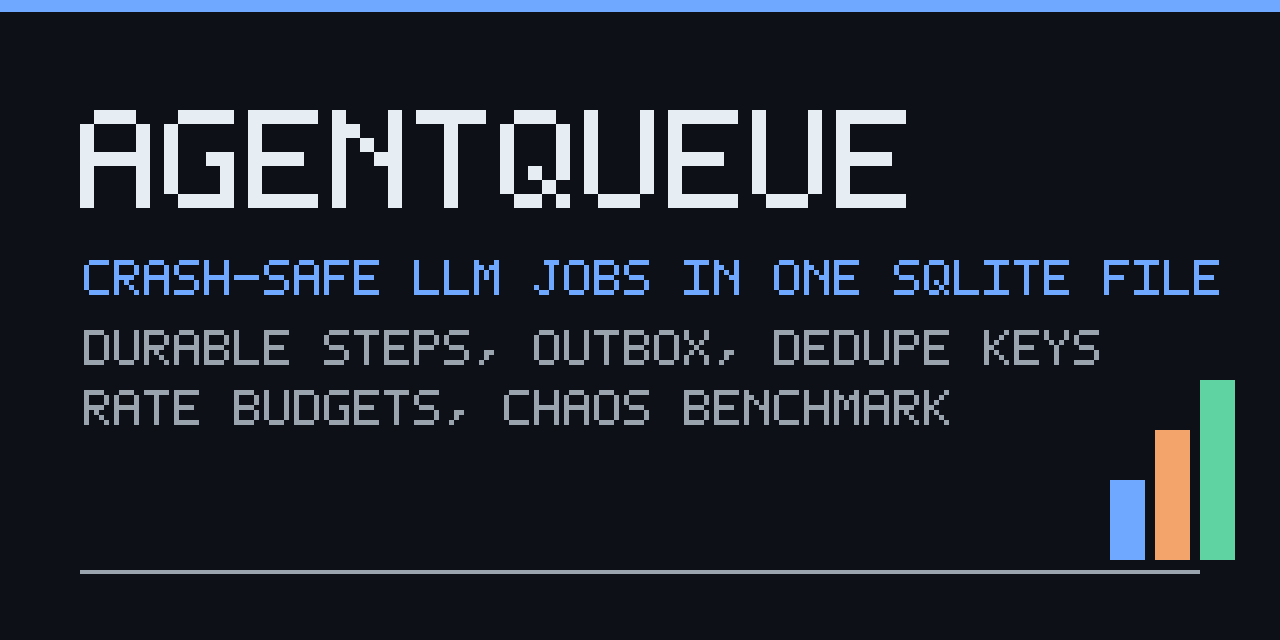 AGENTQUEUE
CRASH-SAFE LLM JOBS IN ONE SQLITE FILE
DURABLE STEPS, OUTBOX, DEDUPE KEYS
RATE BUDGETS, CHAOS BENCHMARK